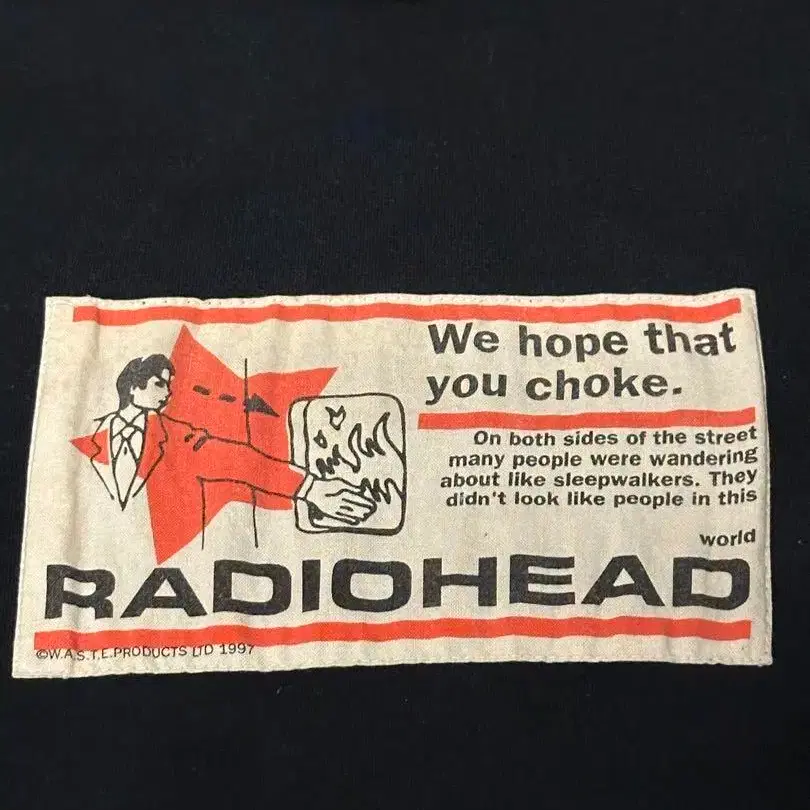 We hope that
you choke.
On both sides of the street
many people were wandering
about like sleepwalkers. They
didn't look like people in this
world
RADIOHEAD
©W.A.S.T.E.PRODUCTS LTD 1997